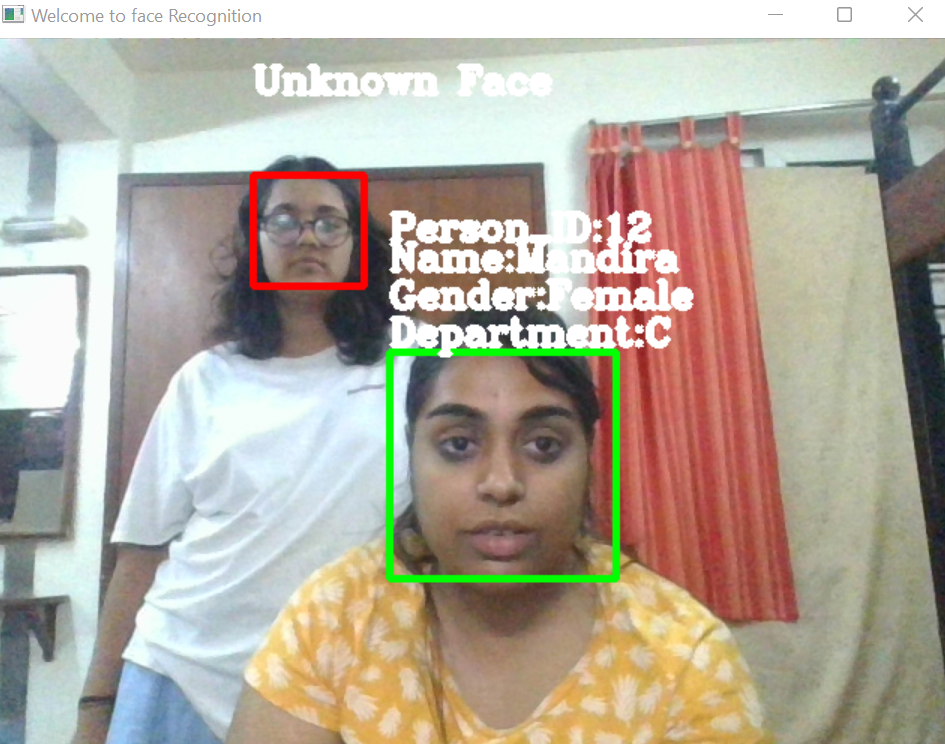 Welcome to face Recognition
Unknown Face
Person_ID:12
Name:Mandira
Gender:Female
Department:C